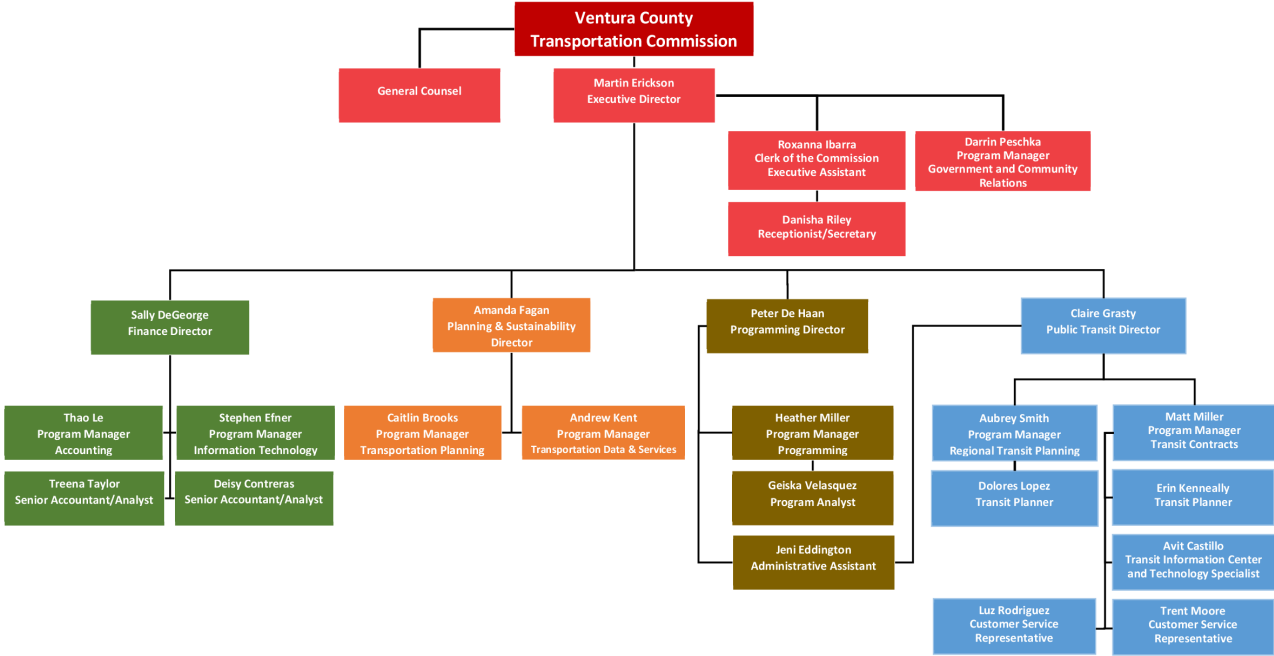 Ventura County
Transportation Commission
General Counsel
Martin Erickson
Executive Director
Roxanna Ibarra
Clerk of the Commission
Executive Assistant
Darrin Peschka
Program Manager
Government and Community
Relations
Danisha Riley
Receptionist/Secretary
Sally DeGeorge
Finance Director
Amanda Fagan
Planning & Sustainability
Director
Peter De Haan
Programming Director
Claire Grasty
Public Transit Director
Thao Le
Program Manager
Accounting
Stephen Efner
Program Manager
Information Technology
Caitlin Brooks
Program Manager
Transportation Planning
Andrew Kent
Program Manager
Transportation Data & Services
Heather Miller
Program Manager
Programming
Aubrey Smith
Program Manager
Regional Transit Planning
Matt Miller
Program Manager
Transit Contracts
Treena Taylor
Senior Accountant/Analyst
Deisy Contreras
Senior Accountant/Analyst
Geiska Velasquez
Program Analyst
Dolores Lopez
Transit Planner
Erin Kenneally
Transit Planner
Jeni Eddington
Administrative Assistant
Avit Castillo
Transit Information Center
and Technology Specialist
Luz Rodriguez
Customer Service
Representative
Trent Moore
Customer Service
Representative